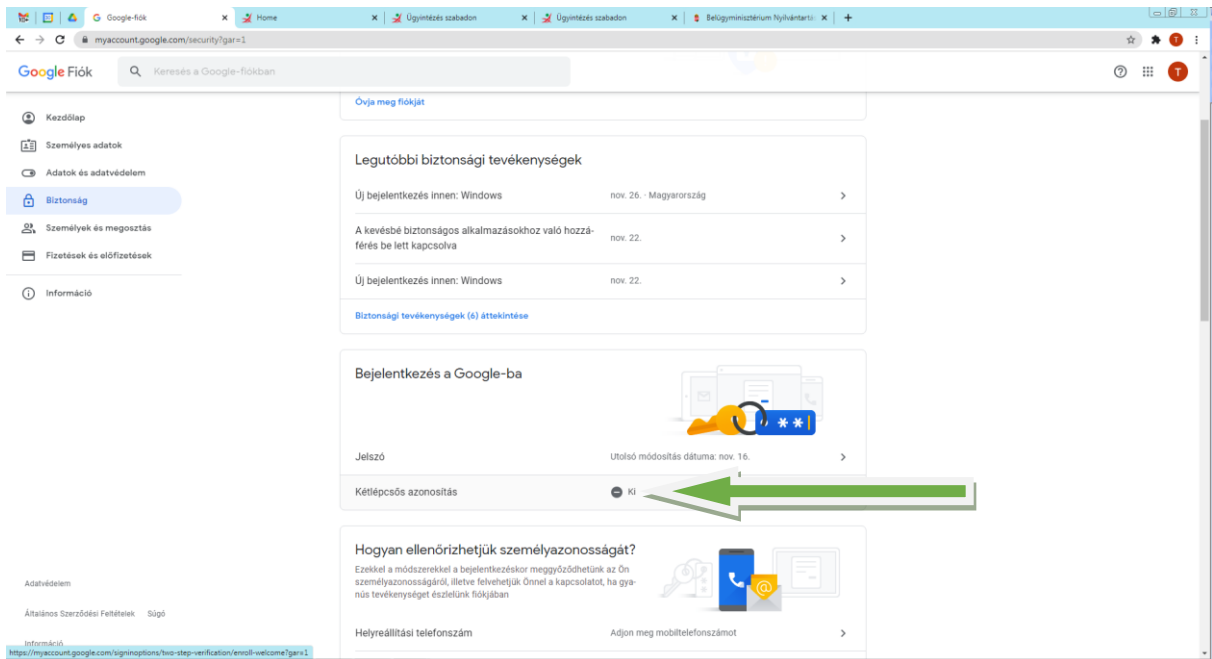 Google-fiók
Home
Ügyintézés szabadon
Ügyintézés szabadon
Belügyminisztérium Nyilvántartó
myaccount.google.com/security?gar=1
Google Fiók
Keresés a Google-fiókban
T
Kezdőlap
Személyes adatok
Adatok és adatvédelem
Biztonság
Személyek és megosztás
Fizetések és előfizetések
Információ
Óvja meg fiókját
Legutóbbi biztonsági tevékenységek
Új bejelentkezés innen: Windows nov. 26. · Magyarország
A kevésbé biztonságos alkalmazásokhoz való hozzá-
férés be lett kapcsolva nov. 22.
Új bejelentkezés innen: Windows nov. 22.
Biztonsági tevékenységek (6) áttekintése
Bejelentkezés a Google-ba
Jelszó Utolsó módosítás dátuma: nov. 16.
Kétlépcsős azonosítás Ki
Hogyan ellenőrizhetjük személyazonosságát?
Ezekkel a módszerekkel a bejelentkezéskor meggyőződhetünk az Ön
személyazonosságáról, illetve felvehetjük Önnel a kapcsolatot, ha gya-
nús tevékenységet észlelünk fiókjában
Helyreállítási telefonszám Adjon meg mobiltelefonszámot
Adatvédelem
Általános Szerződési Feltételek Súgó
Információ
https://myaccount.google.com/signinoptions/two-step-verification/enroll-welcome?gar=1